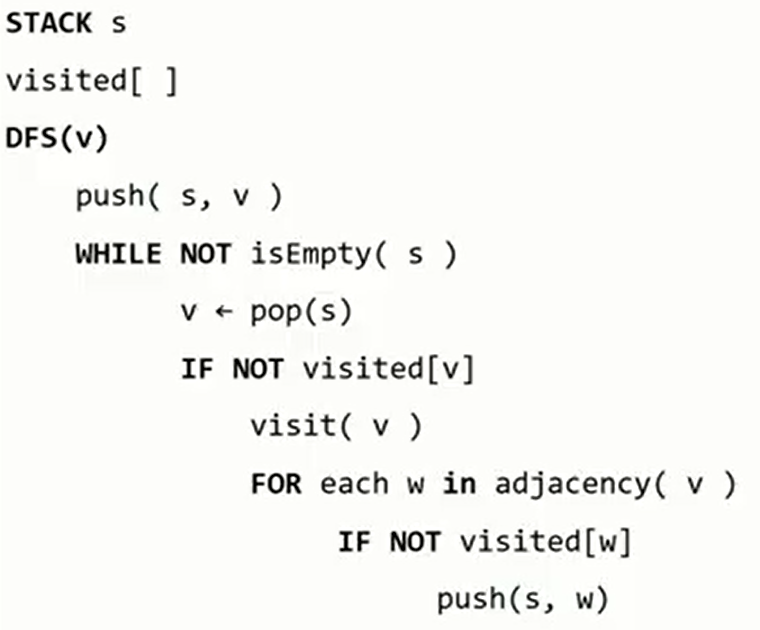 STACK s
visited[ ]
DFS(v)
push( s, v )
WHILE NOT isEmpty( s )
v ← pop(s)
IF NOT visited[v]
visit( v )
FOR each w in adjacency( v )
IF NOT visited[w]
push(s, w)